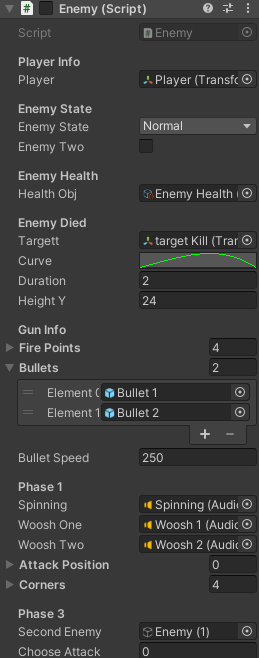 Enemy (Script)
Script Enemy
Player Info
Player Player (Transfo
Enemy State
Enemy State Normal
Enemy Two
Enemy Health
Health Obj Enemy Health (
Enemy Died
Targett target Kill (Tran
Curve
Duration 2
Height Y 24
Gun Info
Fire Points 4
Bullets 2
Element 0 Bullet 1
Element 1 Bullet 2
+ −
Bullet Speed 250
Phase 1
Spinning Spinning (Audio
Woosh One Woosh 1 (Audio
Woosh Two Woosh 2 (Audio
Attack Position 0
Corners 4
Phase 3
Second Enemy Enemy (1)
Choose Attack 0